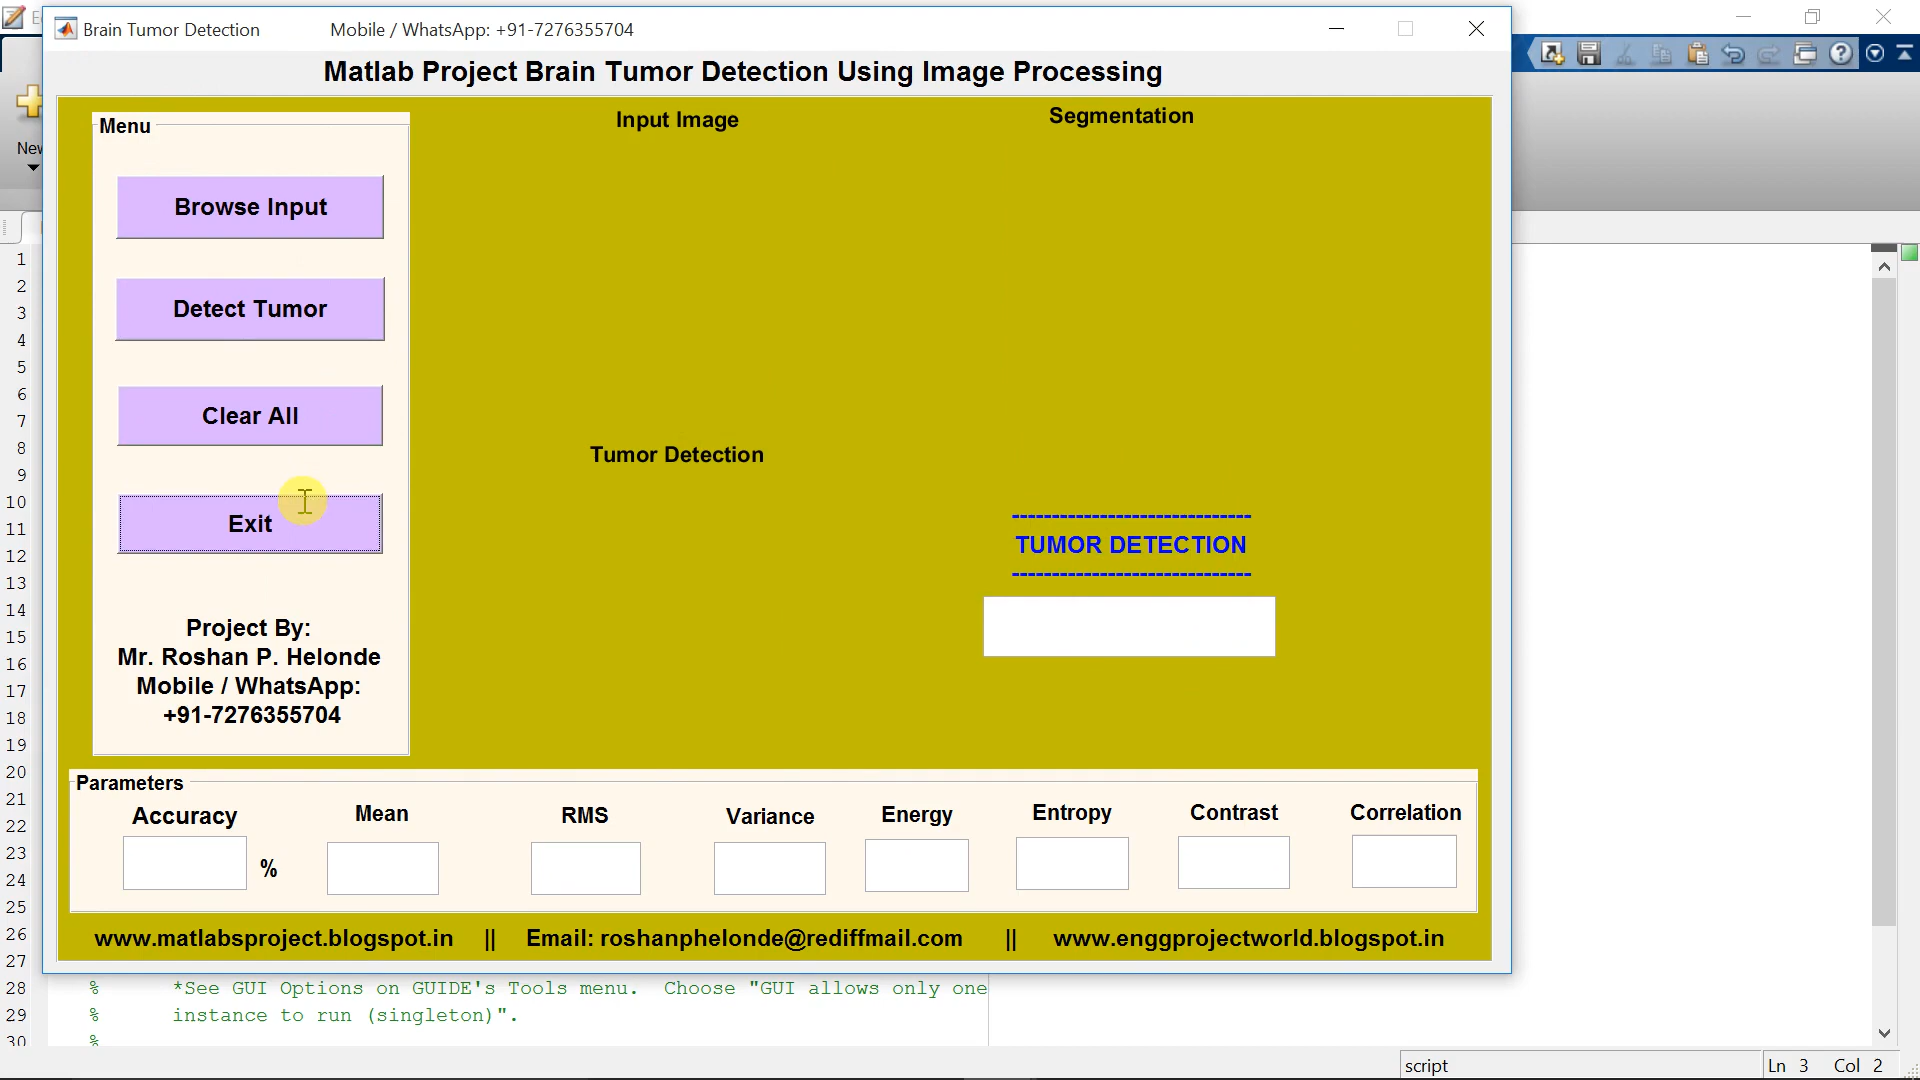 Brain Tumor Detection Mobile / WhatsApp: +91-7276355704
Matlab Project Brain Tumor Detection Using Image Processing
Menu
Browse Input
Detect Tumor
Clear All
Exit
Project By:
Mr. Roshan P. Helonde
Mobile / WhatsApp:
+91-7276355704
Input Image
Segmentation
Tumor Detection
------------------------------
TUMOR DETECTION
------------------------------
Parameters
Accuracy Mean RMS Variance Energy Entropy Contrast Correlation
%
www.matlabsproject.blogspot.in || Email: roshanphelonde@rediffmail.com || www.enggprojectworld.blogspot.in
New
1
2
3
4
5
6
7
8
9
10
11
12
13
14
15
16
17
18
19
20
21
22
23
24
25
26
27
28 % *See GUI Options on GUIDE's Tools menu. Choose "GUI allows only one
29 % instance to run (singleton)".
30 %
script Ln 3 Col 2